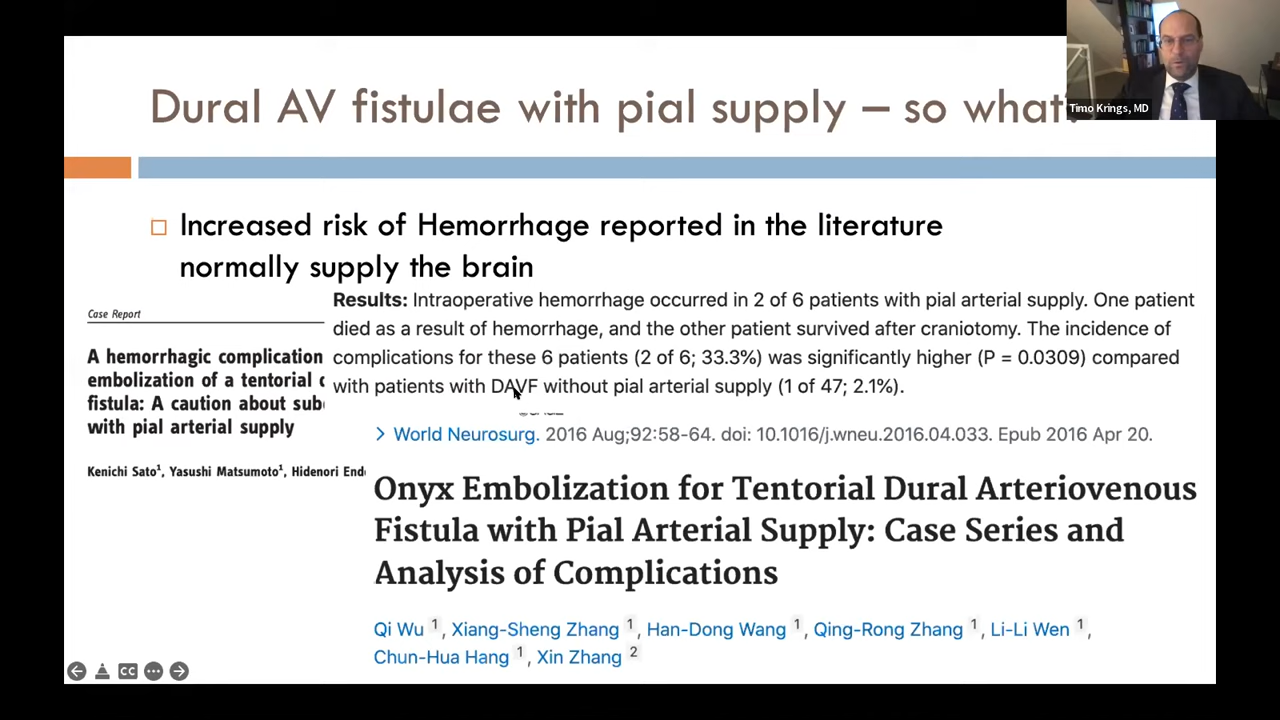 Dural AV fistulae with pial supply – so what
Timo Krings, MD
Increased risk of Hemorrhage reported in the literature
normally supply the brain
Results: Intraoperative hemorrhage occurred in 2 of 6 patients with pial arterial supply. One patient
died as a result of hemorrhage, and the other patient survived after craniotomy. The incidence of
complications for these 6 patients (2 of 6; 33.3%) was significantly higher (P = 0.0309) compared
with patients with DAVF without pial arterial supply (1 of 47; 2.1%).
Case Report
A hemorrhagic complication
embolization of a tentorial
fistula: A caution about sub
with pial arterial supply
Kenichi Sato1, Yasushi Matsumoto1, Hidenori End
> World Neurosurg. 2016 Aug;92:58-64. doi: 10.1016/j.wneu.2016.04.033. Epub 2016 Apr 20.
Onyx Embolization for Tentorial Dural Arteriovenous
Fistula with Pial Arterial Supply: Case Series and
Analysis of Complications
Qi Wu 1, Xiang-Sheng Zhang 1, Han-Dong Wang 1, Qing-Rong Zhang 1, Li-Li Wen 1,
Chun-Hua Hang 1, Xin Zhang 2
CC